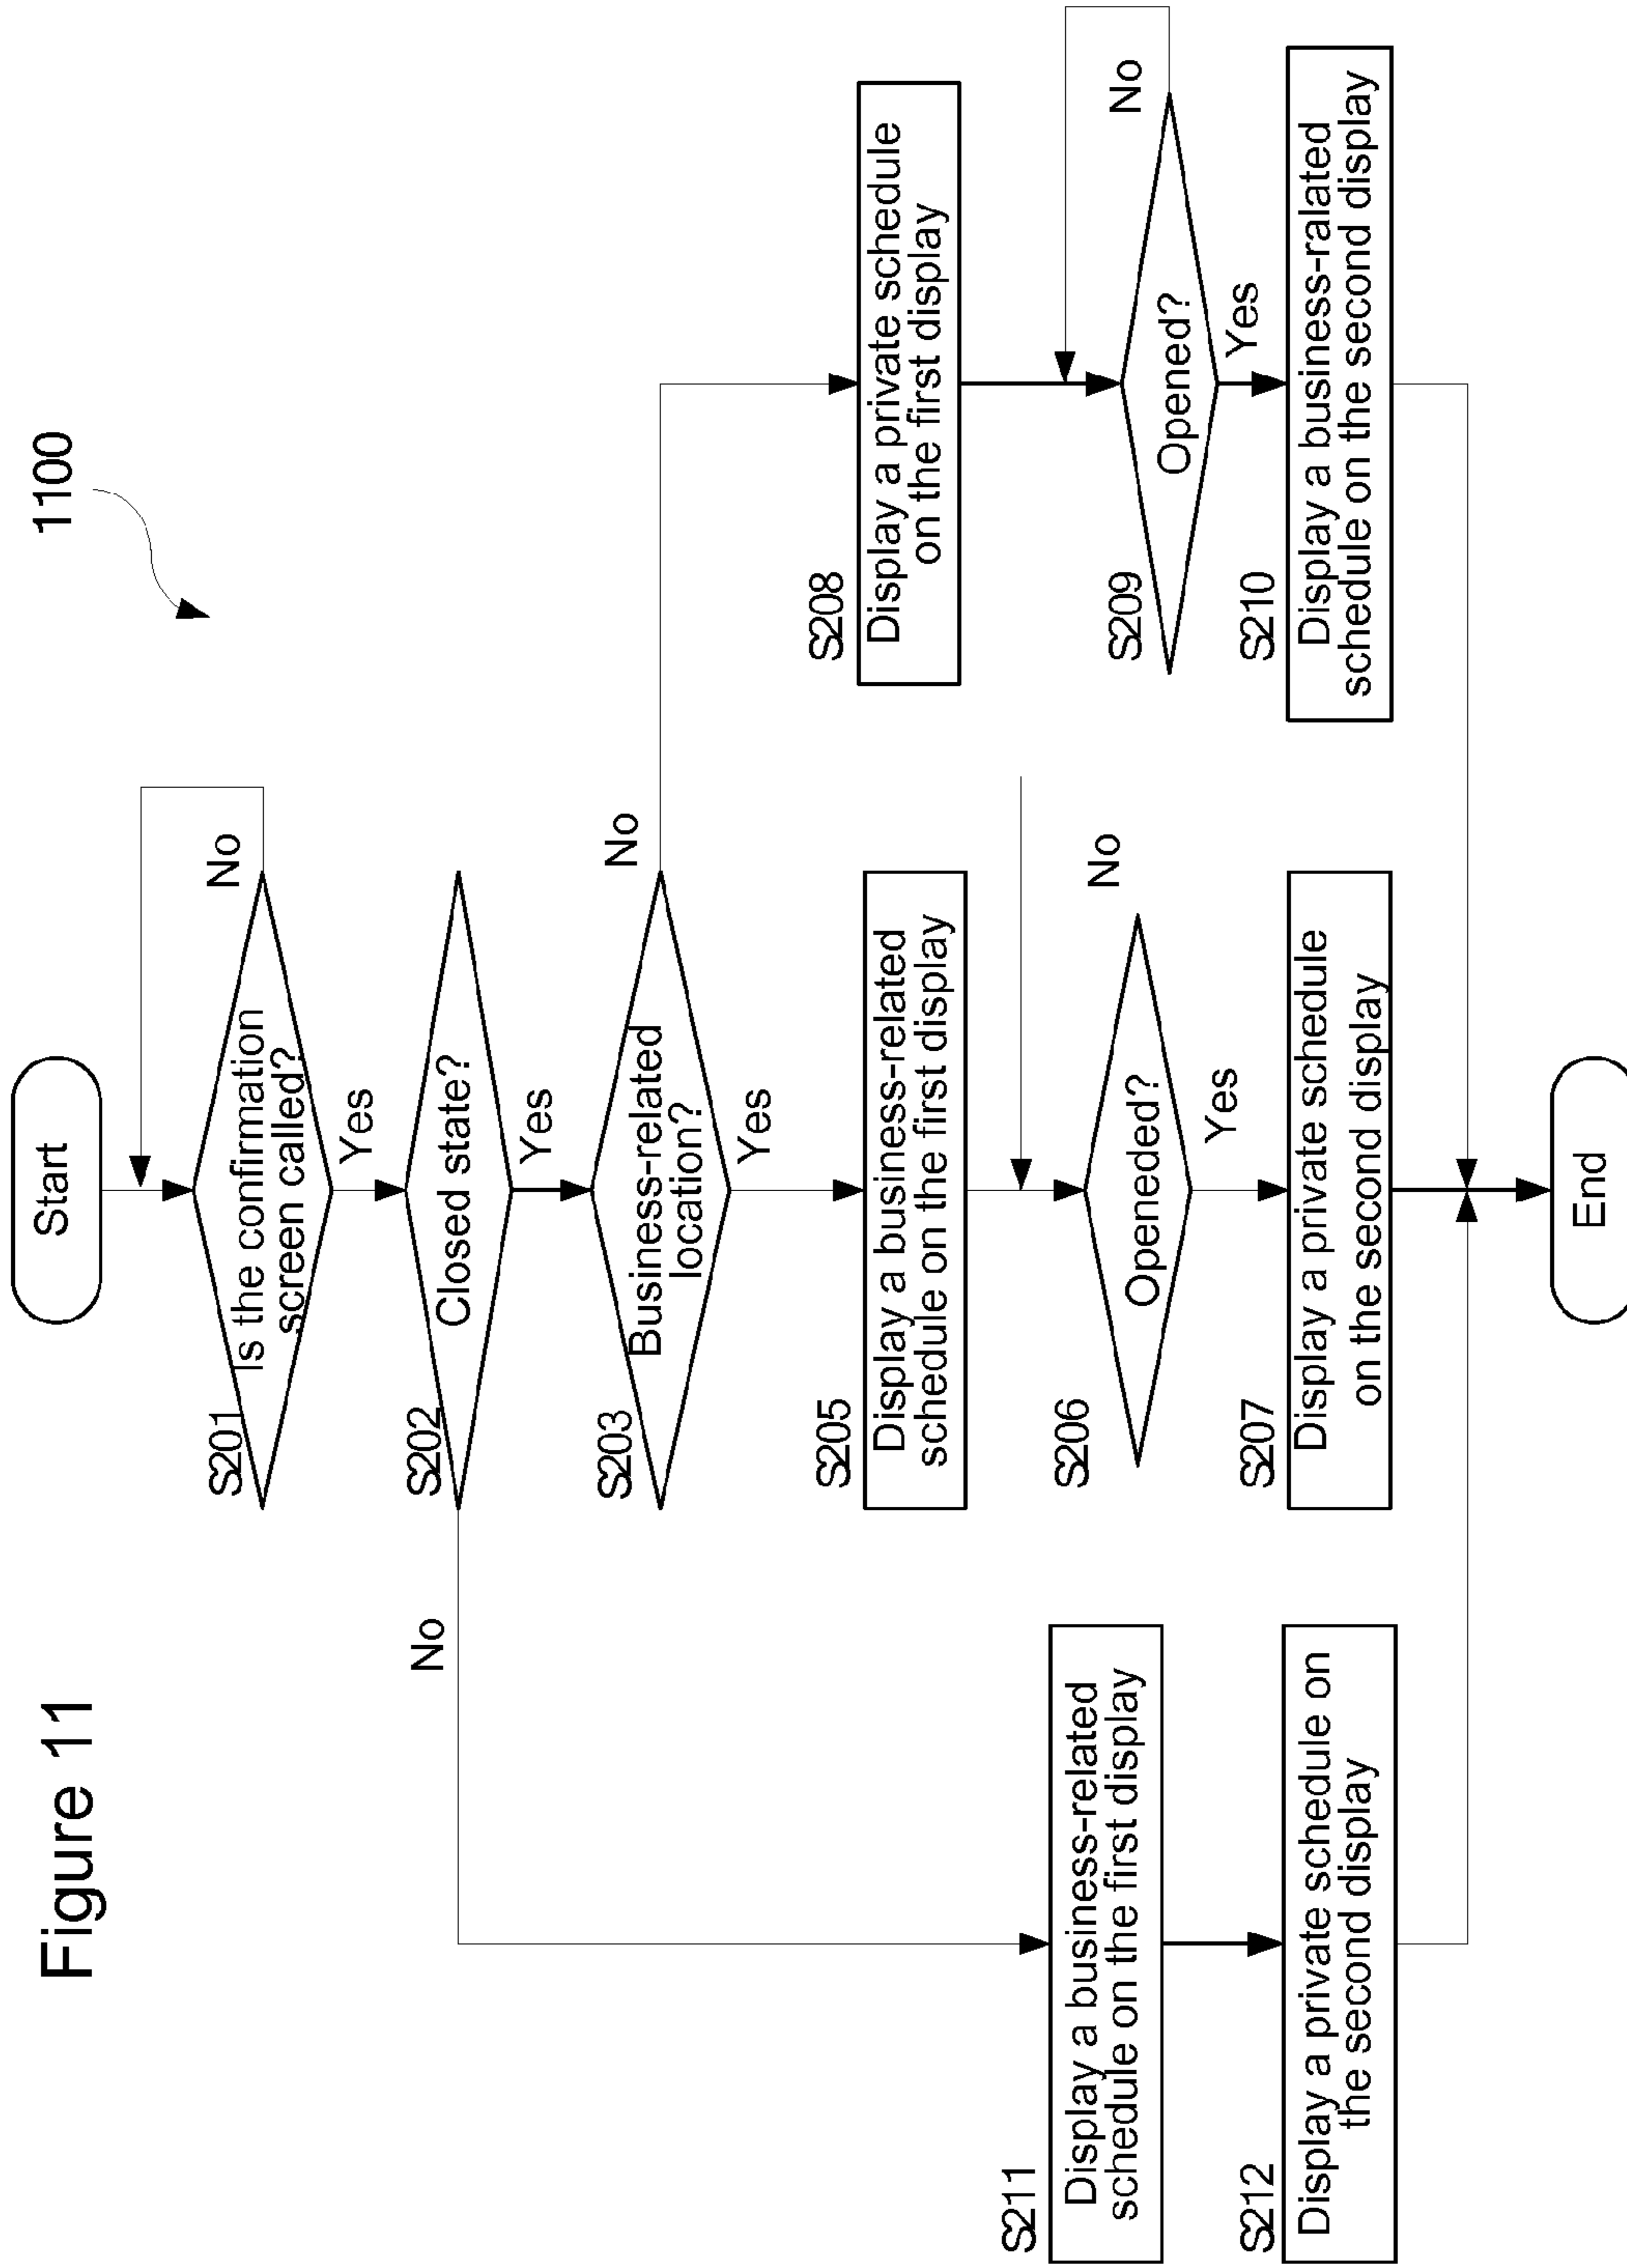 Figure 11
1100
Start
S201
Is the confirmation
screen called?
No
Yes
S202
Closed state?
No
Yes
S203
Business-related
location?
No
Yes
S205
Display a business-related
schedule on the first display
S206
Openeded?
No
Yes
S207
Display a private schedule
on the second display
S208
Display a private schedule
on the first display
S209
Opened?
No
Yes
S210
Display a business-ralated
schedule on the second display
S211
Display a business-related
schedule on the first display
S212
Display a private schedule on
the second display
End